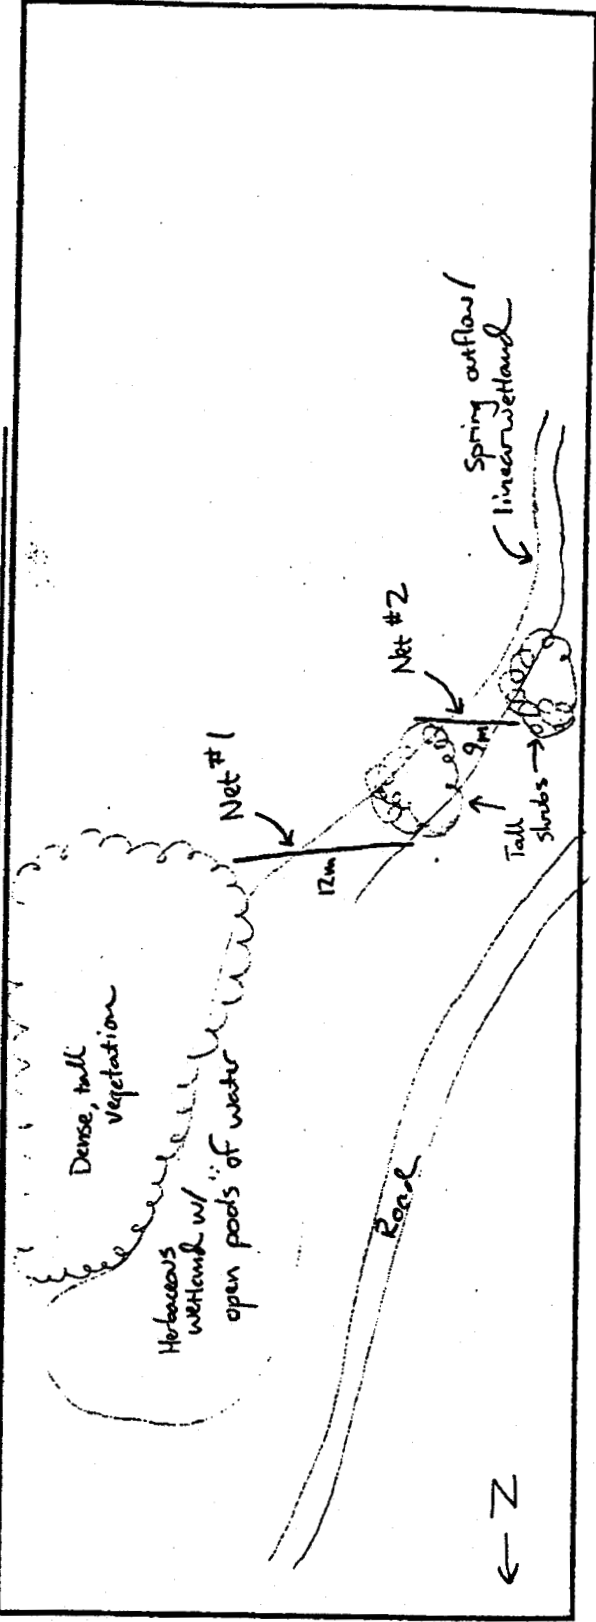 Dense, tall
vegetation
Herbaceous
wetland w/
open pools of water
Net #1
12m
Net #2
9m
Spring outflow/
linear wetland
Tall
shrubs
Road
N